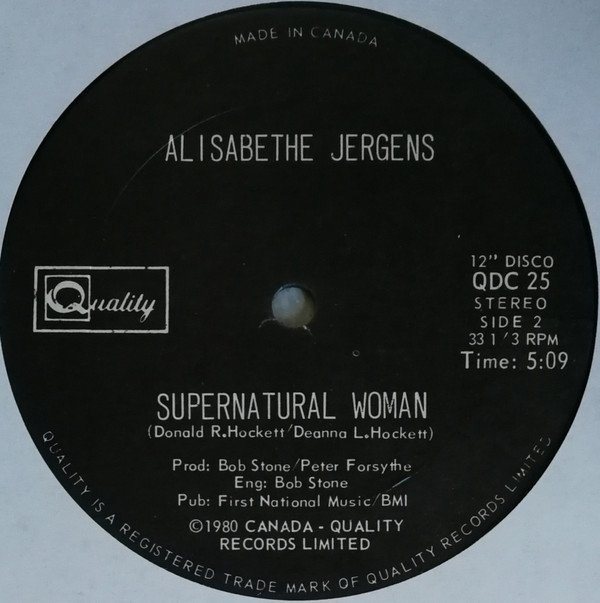 MADE IN CANADA
ALISABETHE JERGENS
Quality
12" DISCO
QDC 25
STEREO
SIDE 2
33 1/3 RPM
Time: 5:09
SUPERNATURAL WOMAN
(Donald R.Hockett/Deanna L.Hockett)
Prod: Bob Stone/Peter Forsythe
Eng: Bob Stone
Pub: First National Music/BMI
©1980 CANADA - QUALITY
RECORDS LIMITED
QUALITY IS A REGISTERED TRADE MARK OF QUALITY RECORDS LIMITED